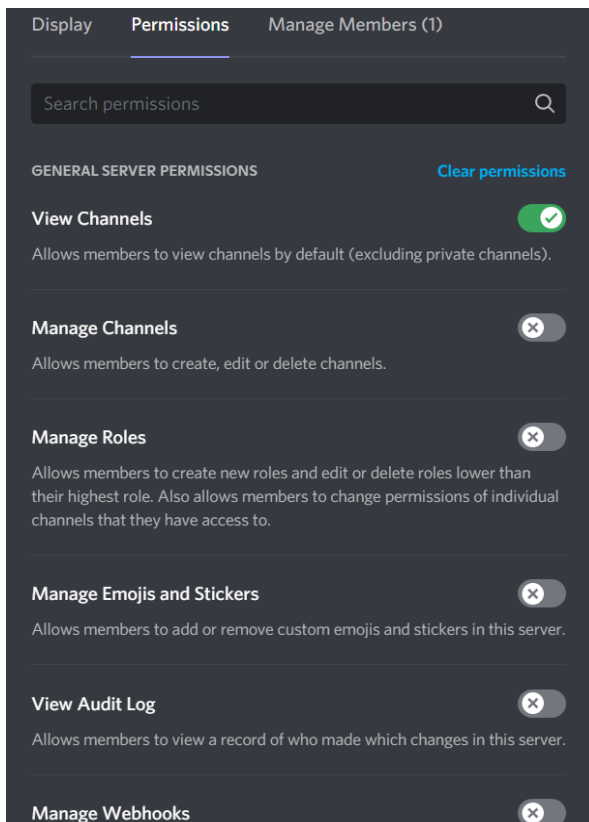 Display Permissions Manage Members (1)
Search permissions
GENERAL SERVER PERMISSIONS Clear permissions
View Channels
Allows members to view channels by default (excluding private channels).
Manage Channels
Allows members to create, edit or delete channels.
Manage Roles
Allows members to create new roles and edit or delete roles lower than
their highest role. Also allows members to change permissions of individual
channels that they have access to.
Manage Emojis and Stickers
Allows members to add or remove custom emojis and stickers in this server.
View Audit Log
Allows members to view a record of who made which changes in this server.
Manage Webhooks